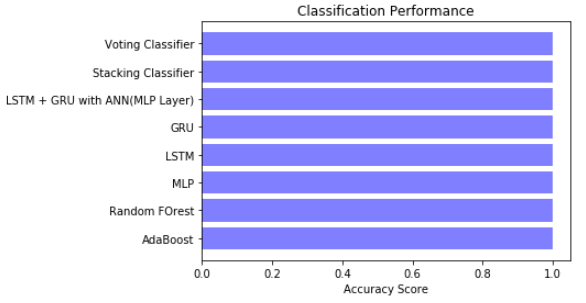 Classification Performance
Voting Classifier
Stacking Classifier
LSTM + GRU with ANN(MLP Layer)
GRU
LSTM
MLP
Random FOrest
AdaBoost
0.0 0.2 0.4 0.6 0.8 1.0
Accuracy Score